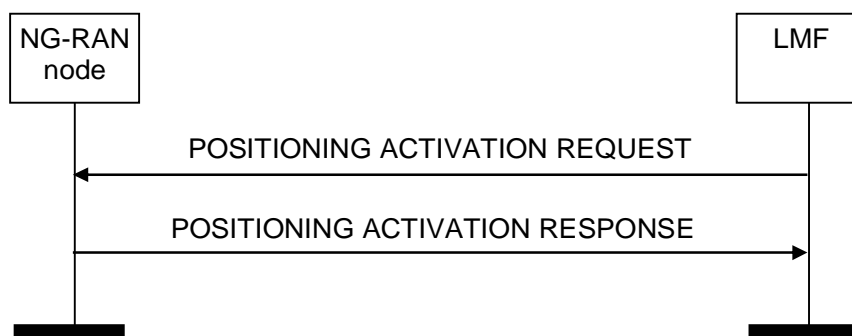 NG-RAN
node
LMF
POSITIONING ACTIVATION REQUEST
POSITIONING ACTIVATION RESPONSE